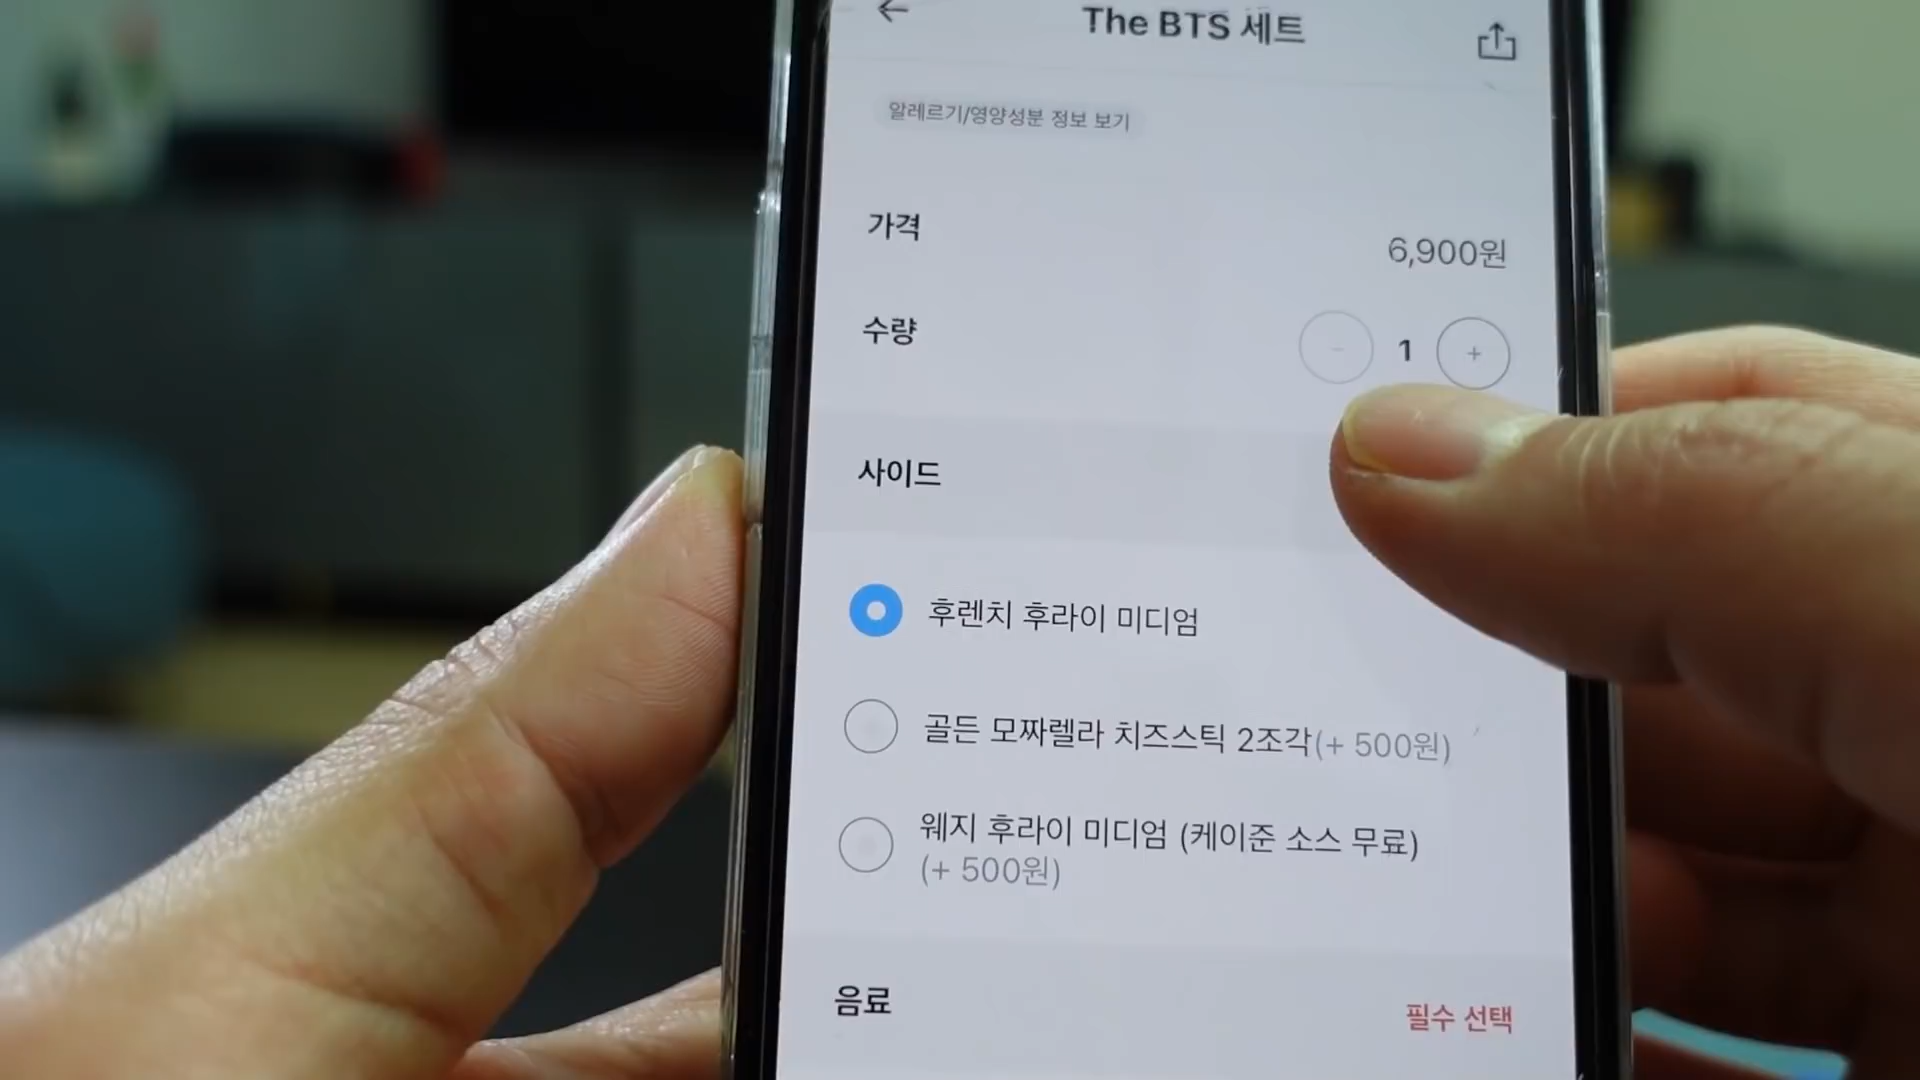 The BTS 세트
알레르기/영양성분 정보 보기
가격
6,900원
수량
- 1 +
사이드
후렌치 후라이 미디엄
골든 모짜렐라 치즈스틱 2조각(+ 500원)
웨지 후라이 미디엄 (케이준 소스 무료)
(+ 500원)
음료
필수 선택